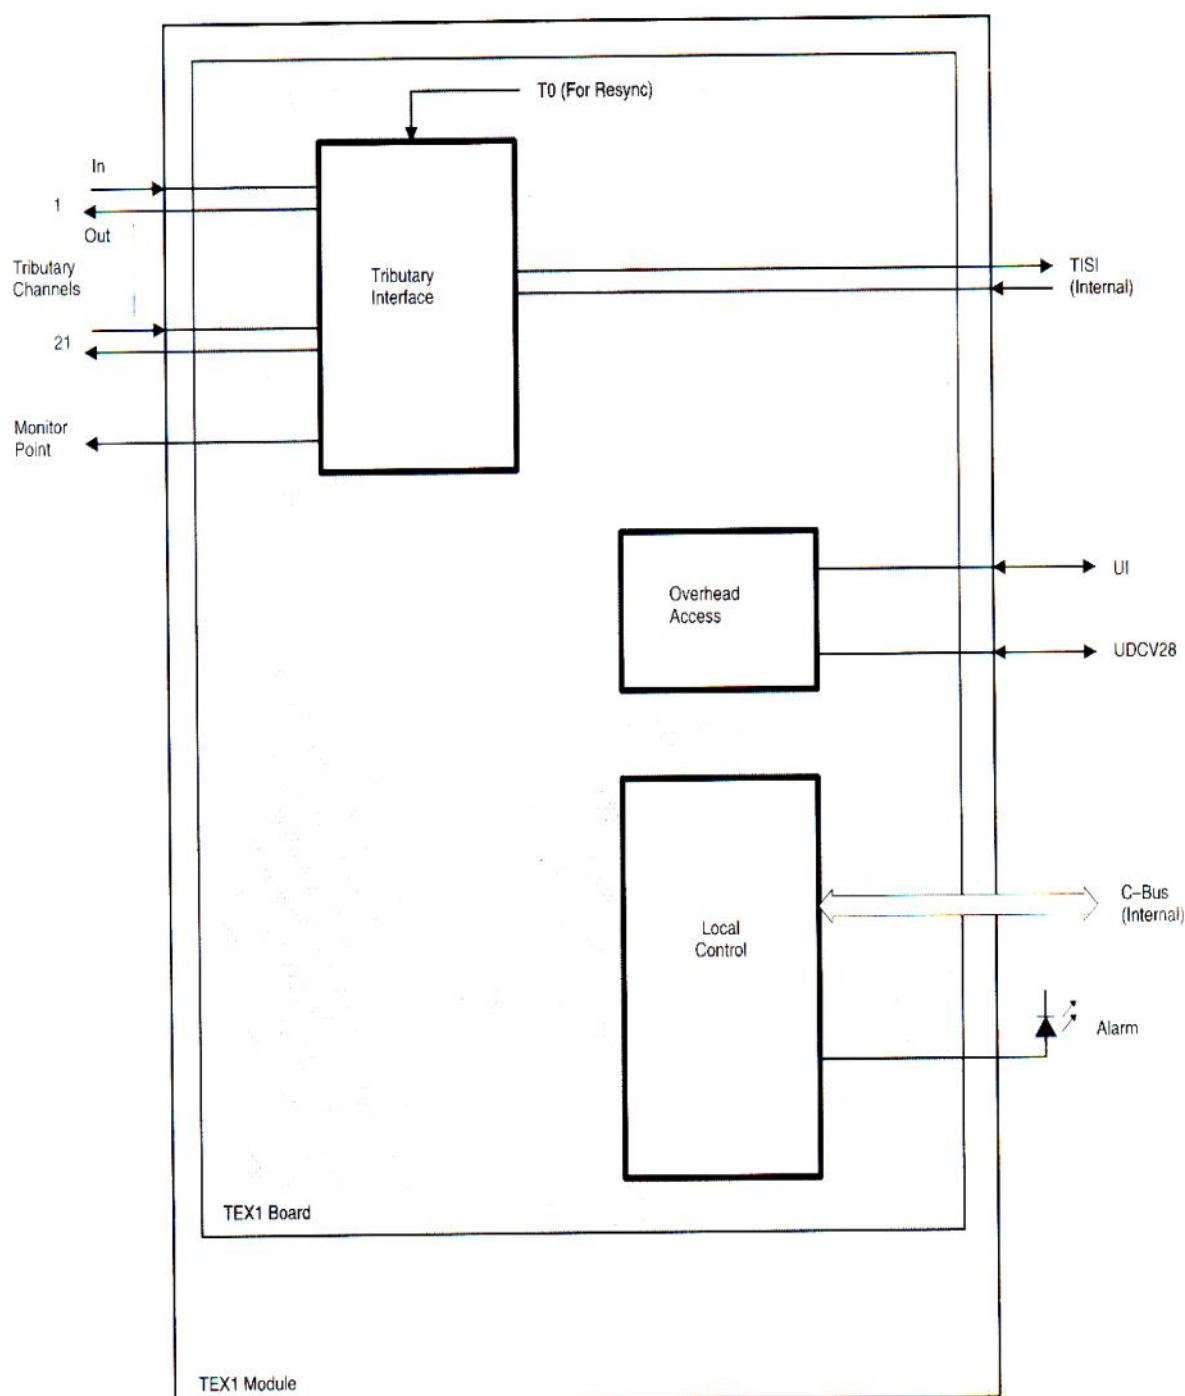 T0 (For Resync)
In
1
Out
Tributary
Channels
21
Monitor
Point
Tributary
Interface
TISI
(Internal)
Overhead
Access
UI
UDCV28
Local
Control
C–Bus
(Internal)
Alarm
TEX1 Board
TEX1 Module